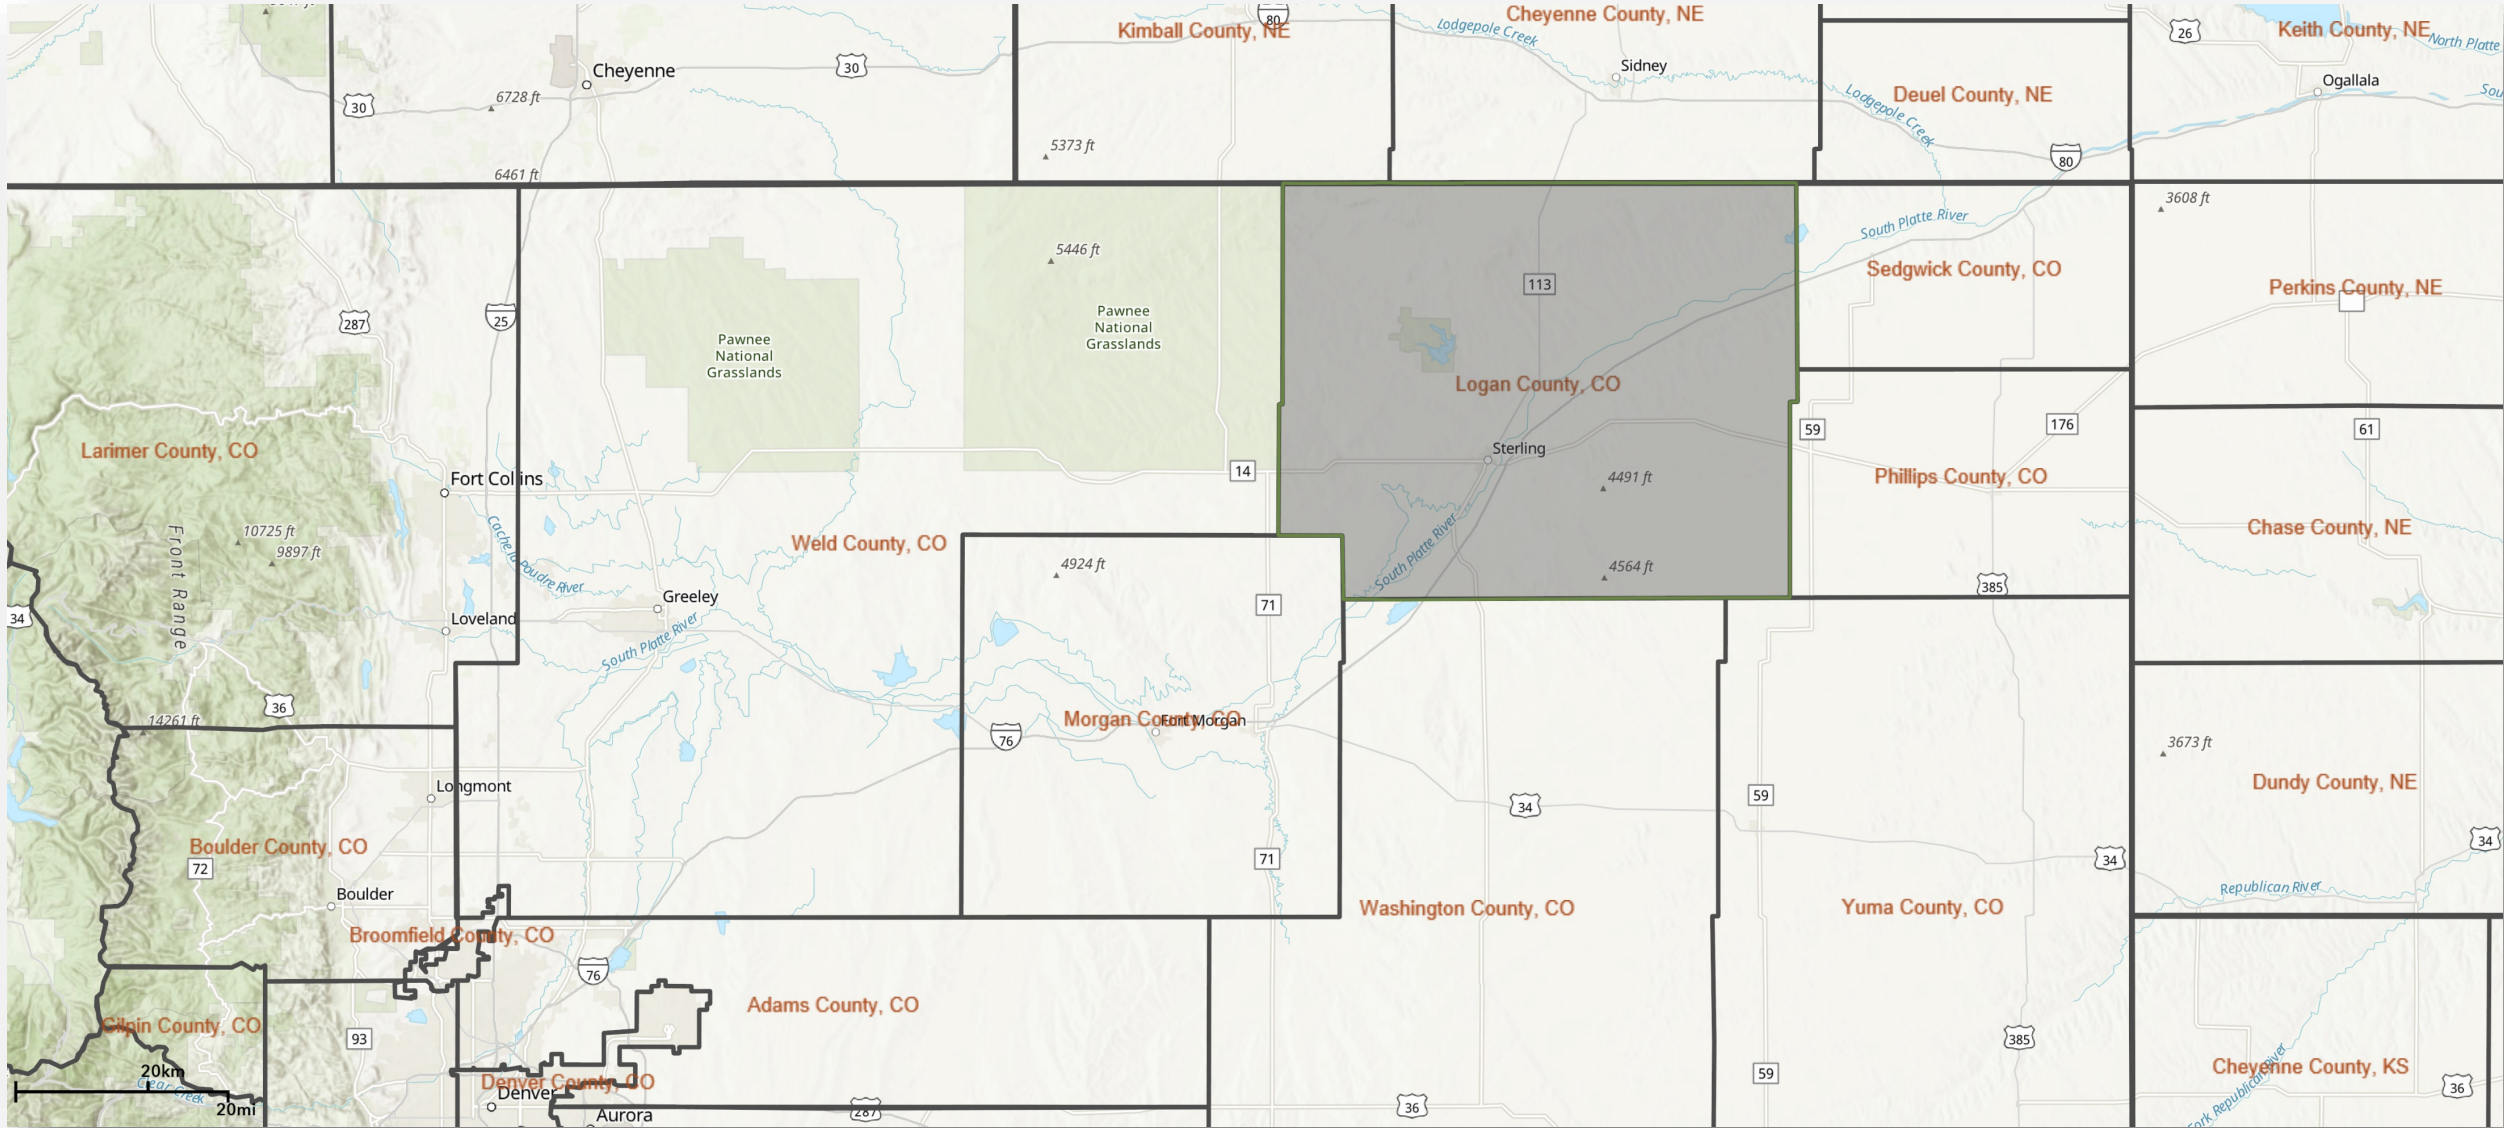 Kimball County, NE
80
Cheyenne County, NE
Lodgepole Creek
Sidney
26
Keith County, NE
North Platte
Cheyenne
30
30
6728 ft
Deuel County, NE
Lodgepole Creek
Ogallala
5373 ft
80
6461 ft
3608 ft
South Platte River
5446 ft
Sedgwick County, CO
113
Perkins County, NE
287
25
Pawnee
National
Grasslands
Pawnee
National
Grasslands
Logan County, CO
Larimer County, CO
59
176
61
Sterling
Fort Collins
14
4491 ft
Phillips County, CO
10725 ft
9897 ft
Front Range
Cache la Poudre River
Weld County, CO
Chase County, NE
4924 ft
South Platte River
4564 ft
385
34
Greeley
71
Loveland
South Platte River
36
14261 ft
Morgan County, CO
Fort Morgan
76
3673 ft
Longmont
59
34
Dundy County, NE
34
Boulder County, CO
72
71
34
Boulder
Republican River
Broomfield County, CO
Washington County, CO
Yuma County, CO
76
Adams County, CO
Gilpin County, CO
93
385
20km
Clear Creek
20mi
Denver County, CO
Denver
Aurora
287
36
59
Cheyenne County, KS
36
Republican River